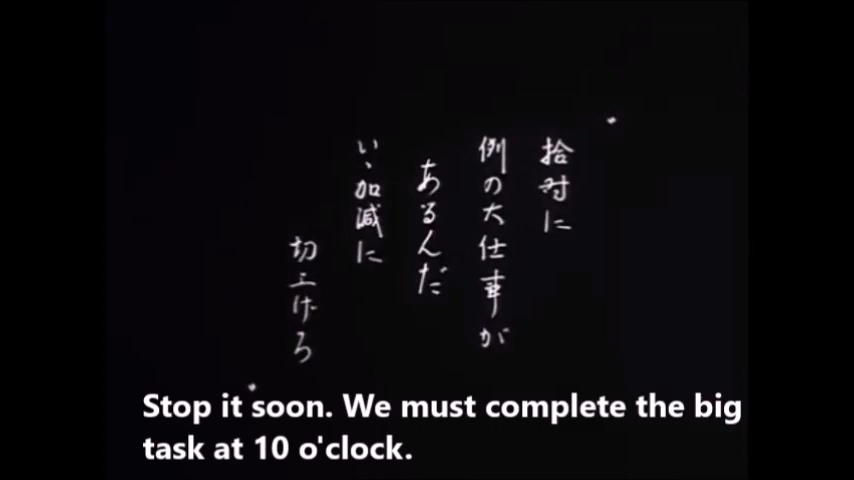 拾時に
例の大仕事が
あるんだ
いゝ加減に
切上げろ
Stop it soon. We must complete the big
task at 10 o'clock.